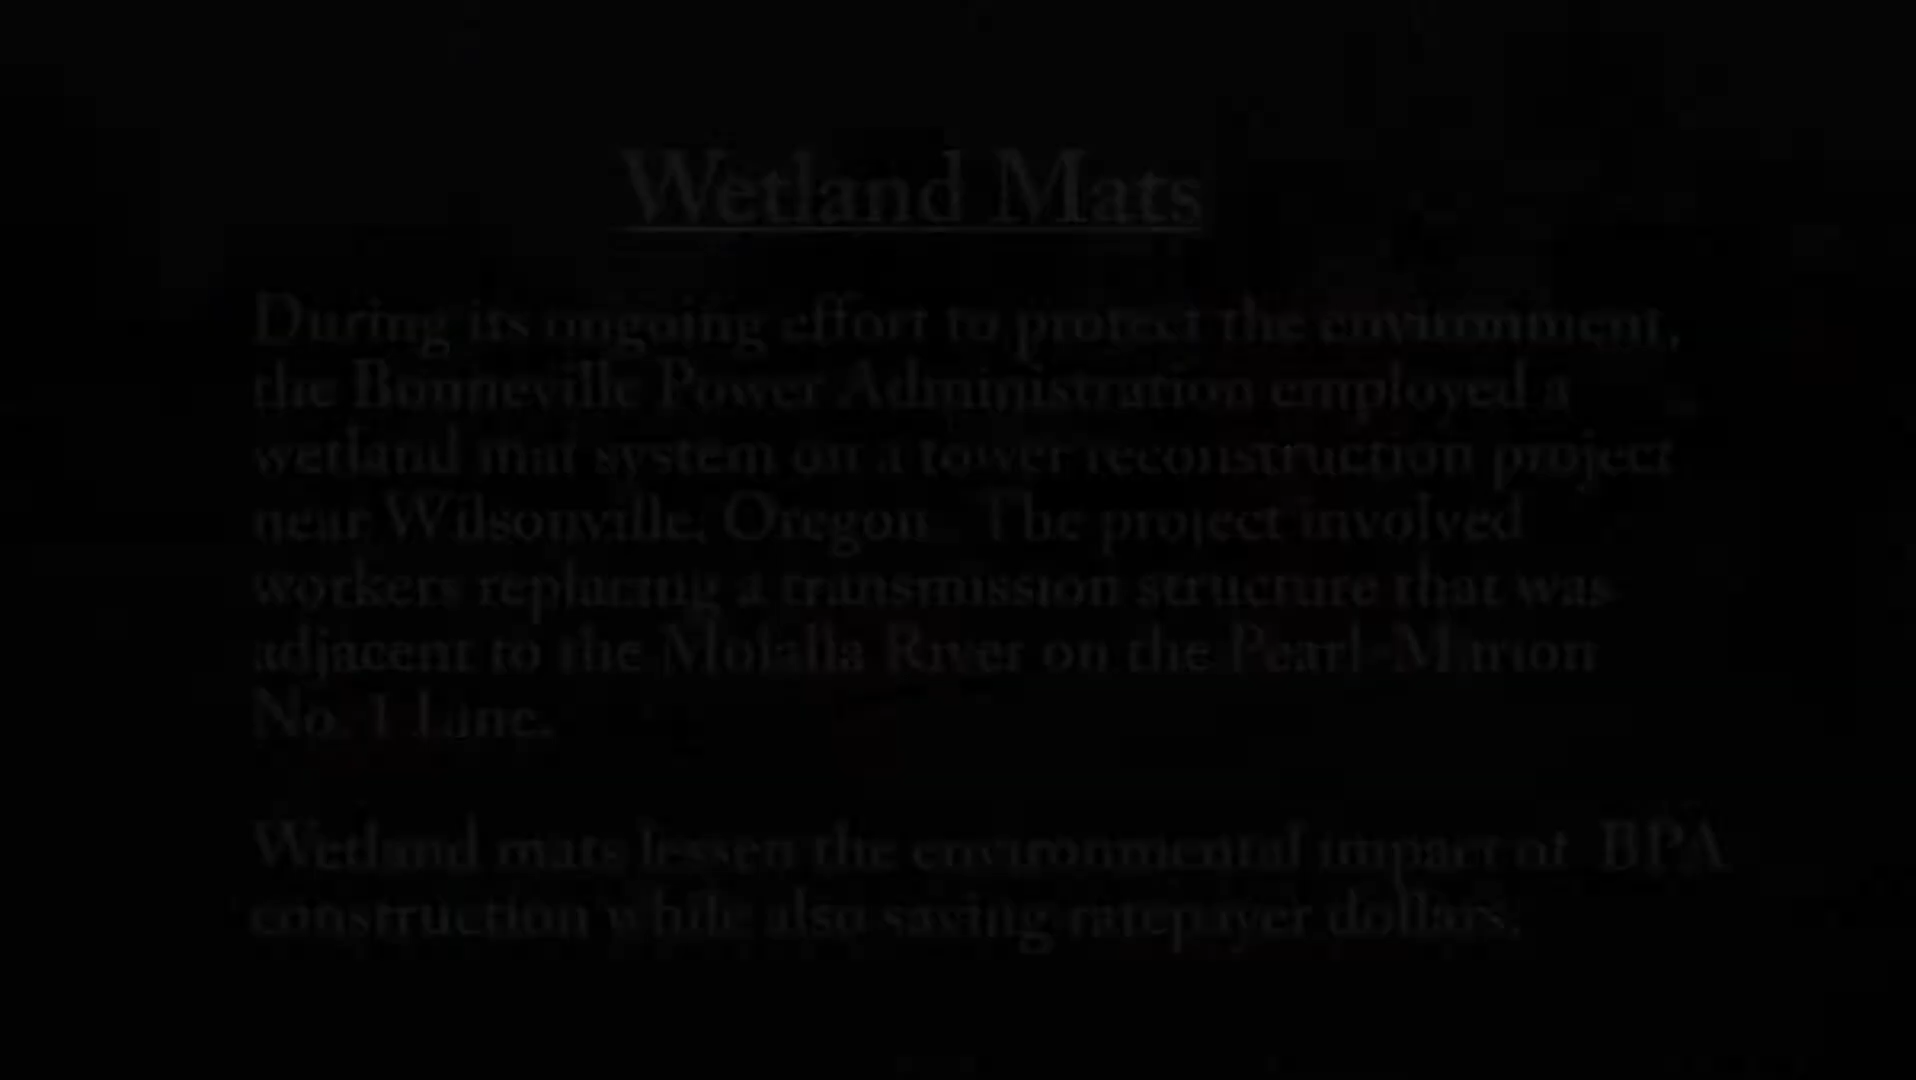 Wetland Mats
During its ongoing effort to protect the environment,
the Bonneville Power Administration employed a
wetland mat system on a tower reconstruction project
near Wilsonville, Oregon. The project involved
workers replacing a transmission structure that was
adjacent to the Molalla River on the Pearl-Marion
No. 1 Lane.
Wetland mats lessen the environmental impact of BPA
construction while also saving ratepayer dollars.